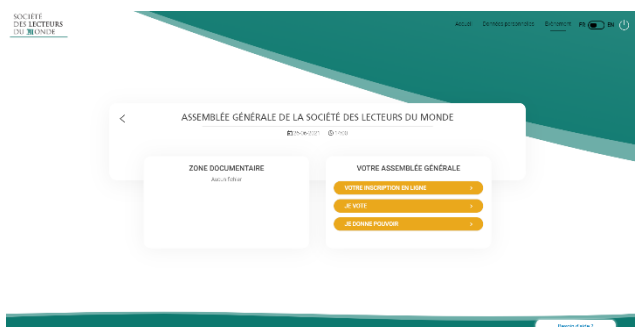 SOCIÉTÉ
DES LECTEURS
DU MONDE
Accueil Données personnelles Evénement FR EN
ASSEMBLÉE GÉNÉRALE DE LA SOCIÉTÉ DES LECTEURS DU MONDE
ZONE DOCUMENTAIRE
Aucun fichier
VOTRE ASSEMBLÉE GÉNÉRALE
VOTRE INSCRIPTION EN LIGNE +
JE VOTE +
JE DONNE POUVOIR +
Besoin d'aide ?